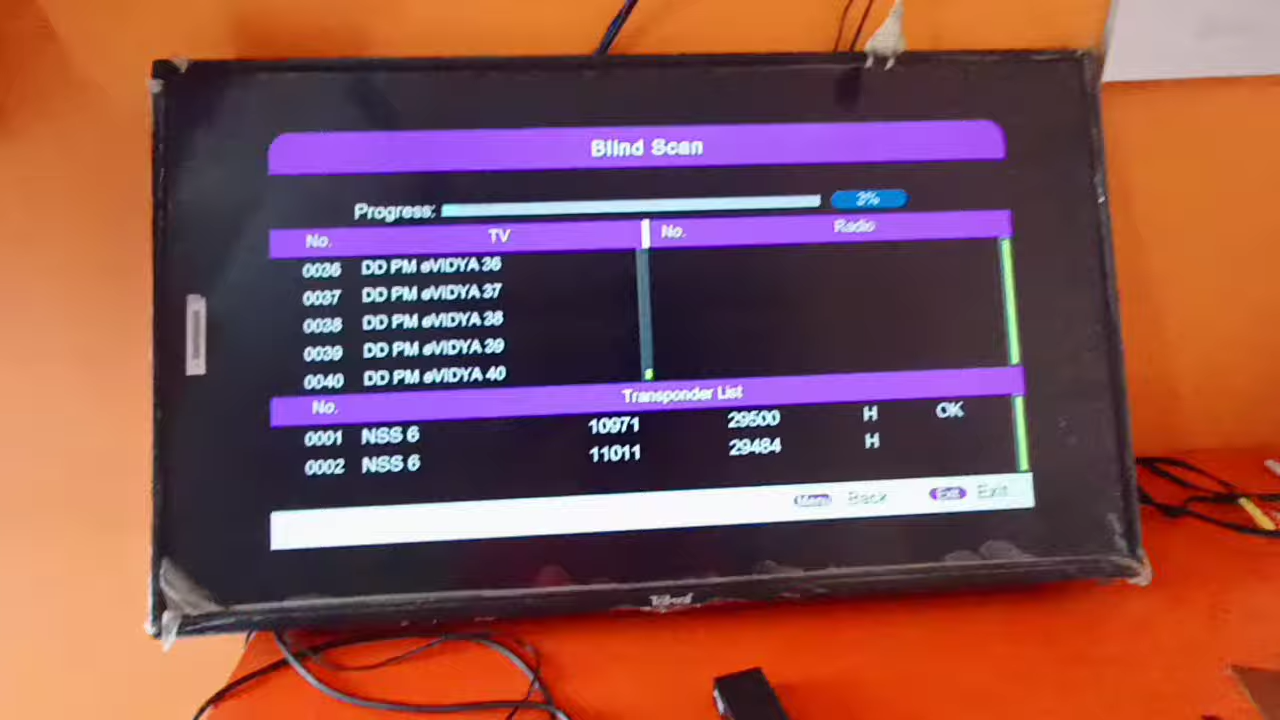 Blind Scan
Progress: 3%
No. TV No. Radio
0036 DD PM eVIDYA 36
0037 DD PM eVIDYA 37
0038 DD PM eVIDYA 38
0039 DD PM eVIDYA 39
0040 DD PM eVIDYA 40
No. Transponder List
0001 NSS 6 10971 29500 H OK
0002 NSS 6 11011 29484 H
Menu Back Exit Exit